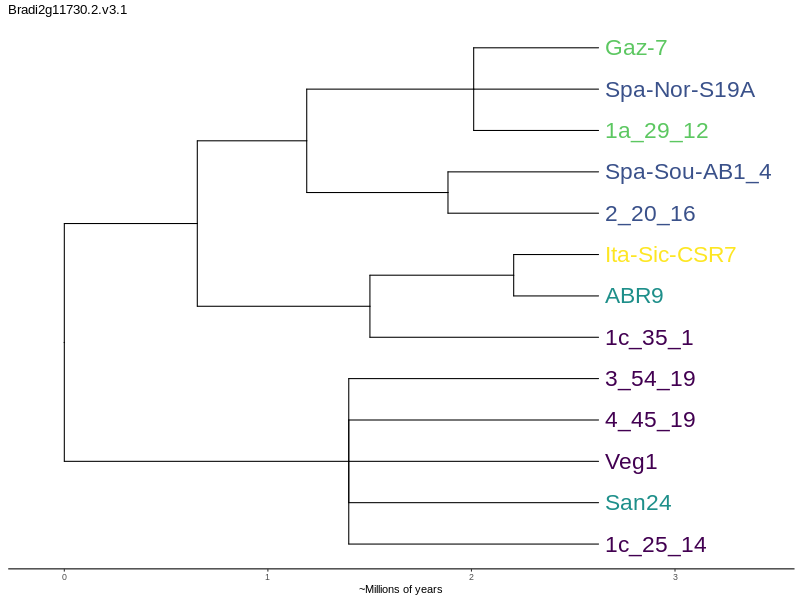 Bradi2g11730.2.v3.1
Gaz-7
Spa-Nor-S19A
1a_29_12
Spa-Sou-AB1_4
2_20_16
Ita-Sic-CSR7
ABR9
1c_35_1
3_54_19
4_45_19
Veg1
San24
1c_25_14
0 1 2 3
~Millions of years